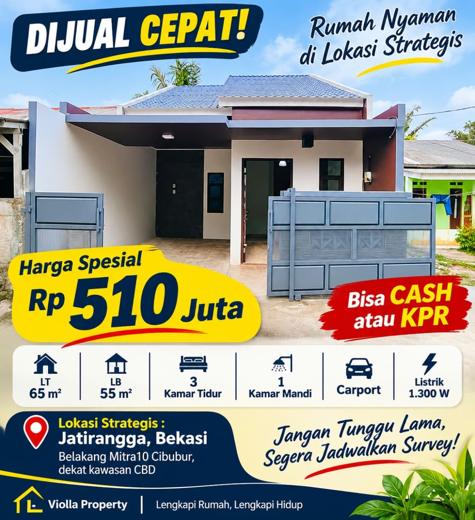 DIJUAL CEPAT!
Rumah Nyaman
di Lokasi Strategis
Harga Spesial
Rp 510 Juta
Bisa CASH
atau KPR
LT
65 m²
LB
55 m²
3
Kamar Tidur
1
Kamar Mandi
Carport
Listrik
1.300 W
Lokasi Strategis :
Jatirangga, Bekasi
Belakang Mitra10 Cibubur,
dekat kawasan CBD
Jangan Tunggu Lama,
Segera Jadwalkan Survey!
Violla Property | Lengkapi Rumah, Lengkapi Hidup